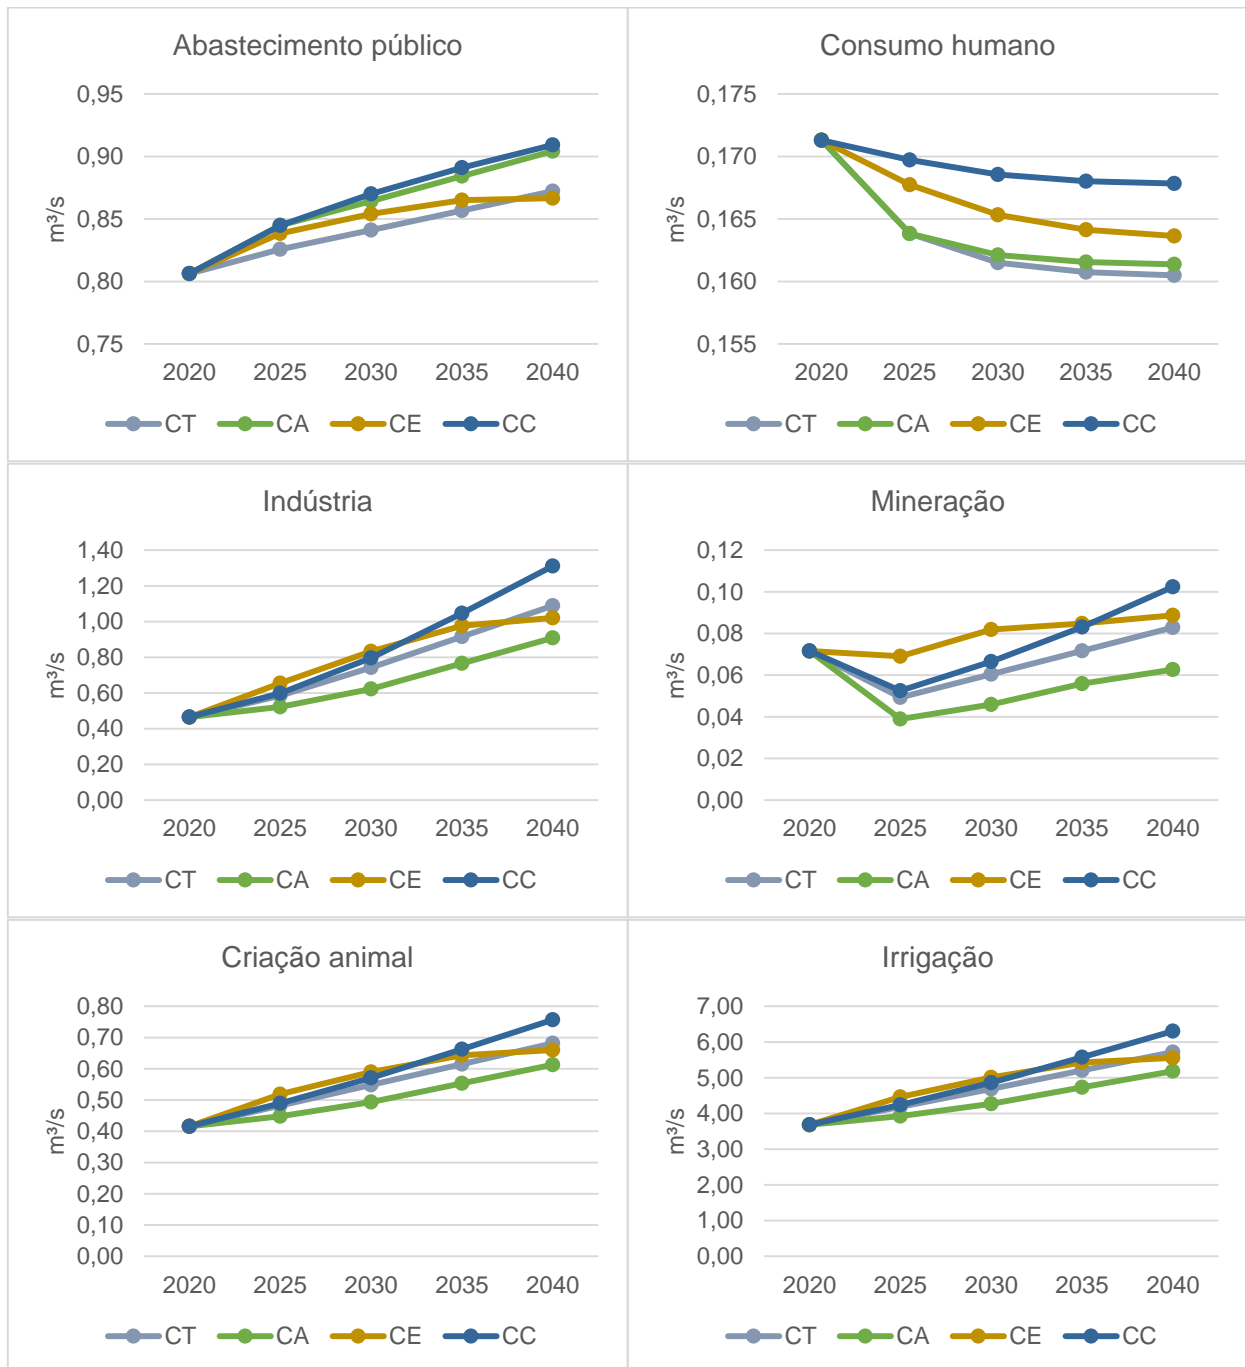 Abastecimento público
0,95
0,90
0,85
0,80
0,75
m³/s
2020 2025 2030 2035 2040
CT CA CE CC
Consumo humano
0,175
0,170
0,165
0,160
0,155
m³/s
2020 2025 2030 2035 2040
CT CA CE CC
Indústria
1,40
1,20
1,00
0,80
0,60
0,40
0,20
0,00
m³/s
2020 2025 2030 2035 2040
CT CA CE CC
Mineração
0,12
0,10
0,08
0,06
0,04
0,02
0,00
m³/s
2020 2025 2030 2035 2040
CT CA CE CC
Criação animal
0,80
0,70
0,60
0,50
0,40
0,30
0,20
0,10
0,00
m³/s
2020 2025 2030 2035 2040
CT CA CE CC
Irrigação
7,00
6,00
5,00
4,00
3,00
2,00
1,00
0,00
m³/s
2020 2025 2030 2035 2040
CT CA CE CC